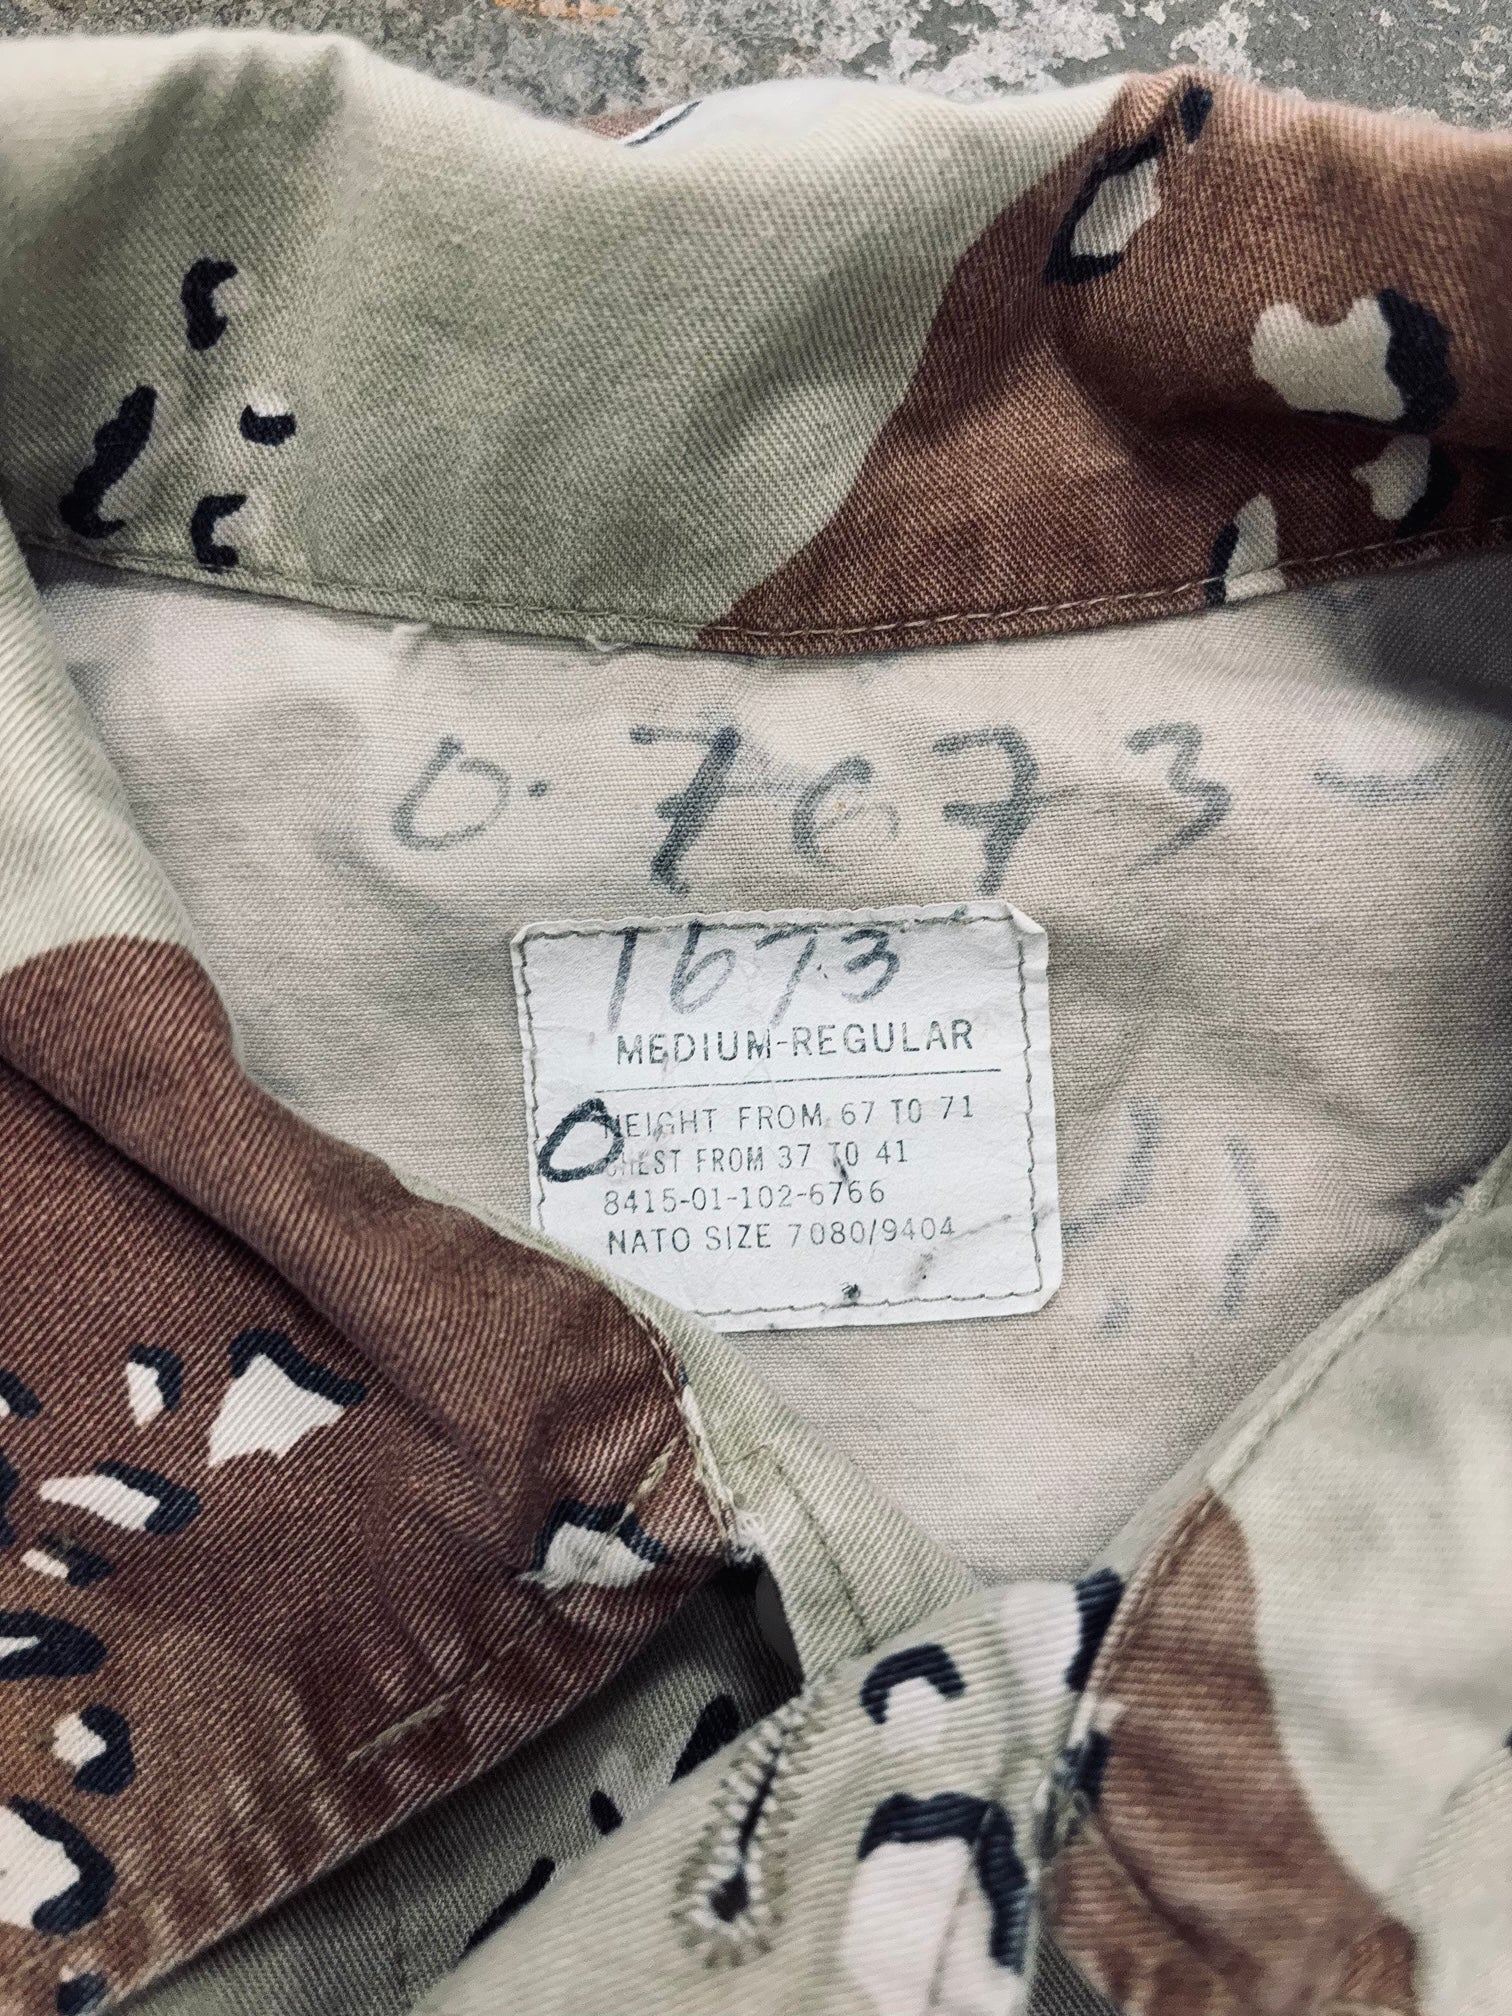 0.7673
1673
MEDIUM-REGULAR
HEIGHT FROM 67 TO 71
CHEST FROM 37 TO 41
8415-01-102-6766
NATO SIZE 7080/9404